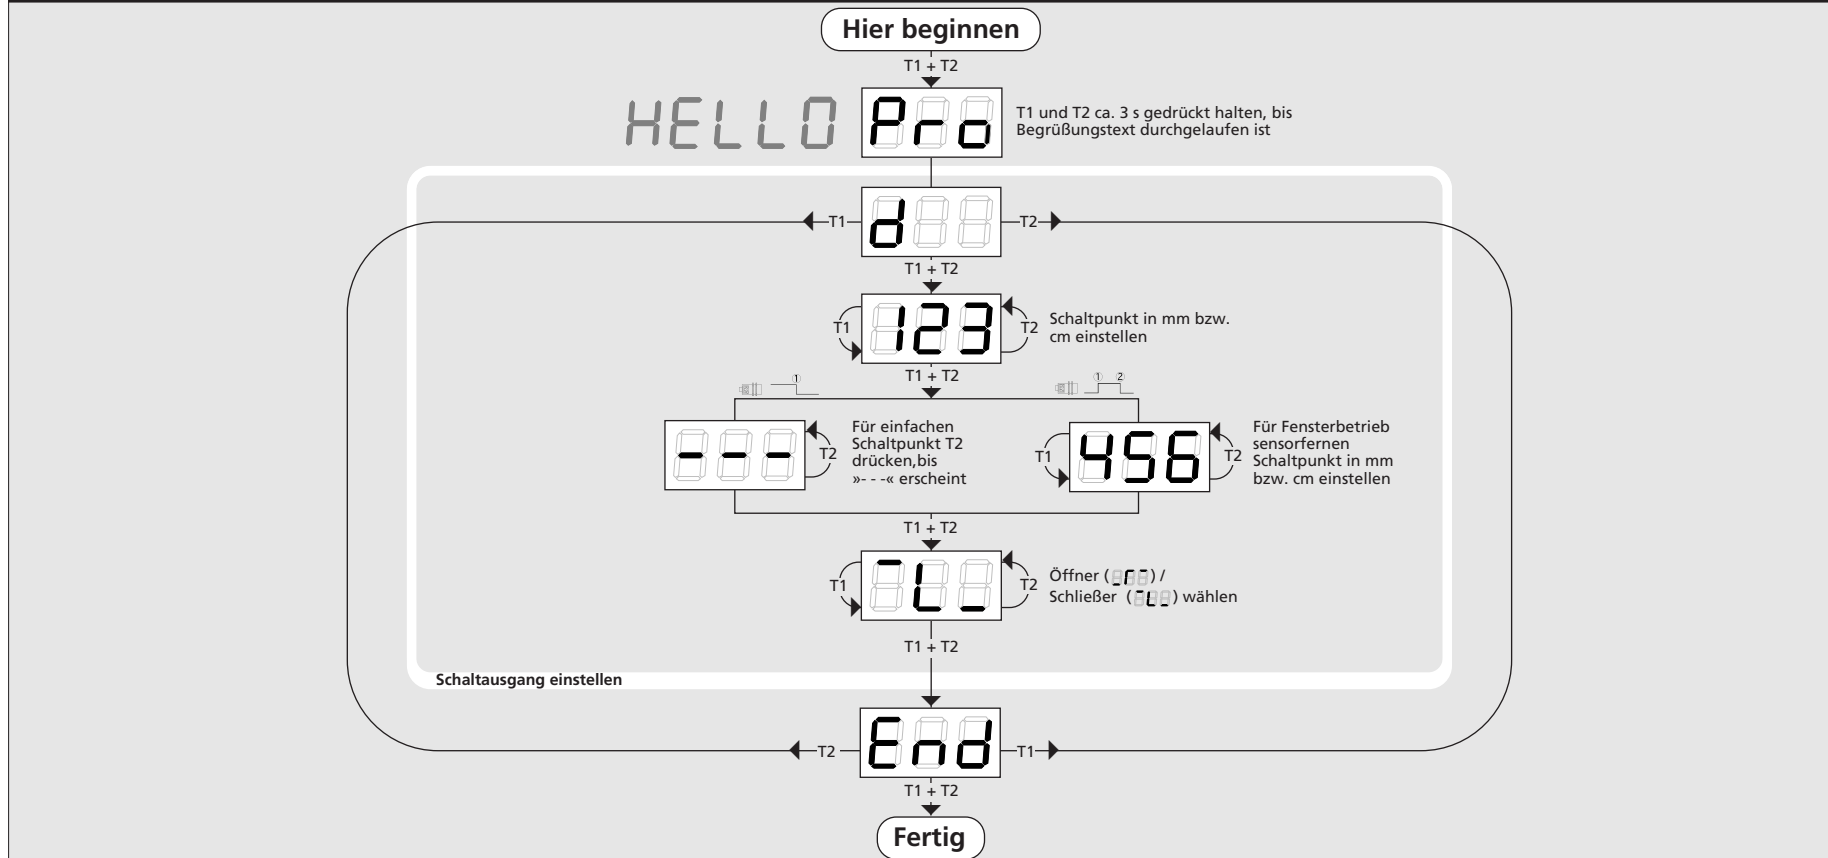 Hier beginnen
T1 + T2
HELLO
Pro
T1 und T2 ca. 3 s gedrückt halten, bis
Begrüßungstext durchgelaufen ist
T1
d
T2
T1 + T2
T1
123
T2
Schaltpunkt in mm bzw.
cm einstellen
T1 + T2
1
1 2
---
T2
Für einfachen
Schaltpunkt T2
drücken,bis
»- - -« erscheint
T1
456
T2
Für Fensterbetrieb
sensorfernen
Schaltpunkt in mm
bzw. cm einstellen
T1 + T2
T1
T2
Öffner ( ) /
Schließer ( ) wählen
T1 + T2
Schaltausgang einstellen
T2
End
T1
T1 + T2
Fertig